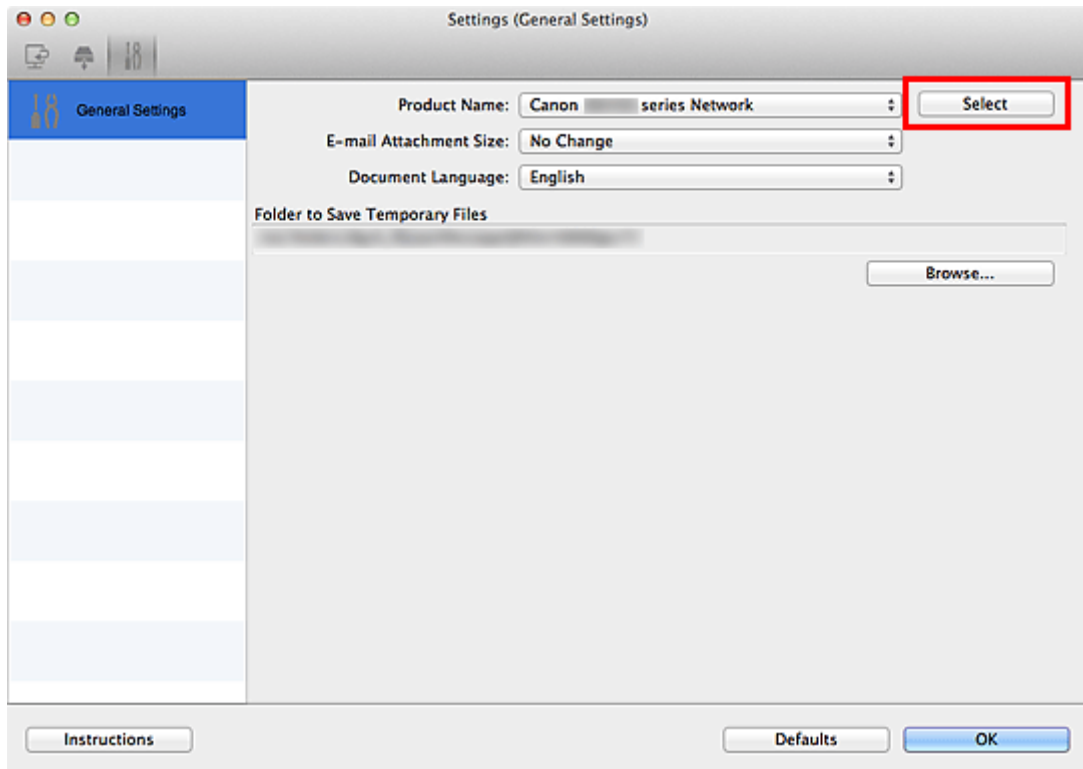 Settings (General Settings)
General Settings
Product Name: Canon series Network Select
E-mail Attachment Size: No Change
Document Language: English
Folder to Save Temporary Files
Browse...
Instructions Defaults OK